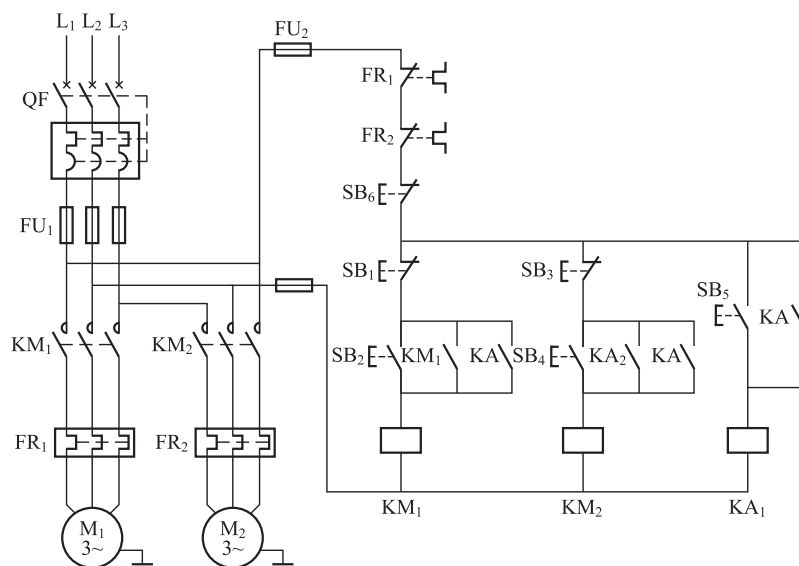 L₁ L₂ L₃
FU₂
FR₁
QF
FR₂
SB₆
FU₁
SB₁
SB₃
SB₅
KA
KM₁
KM₂
SB₂
KM₁
KA
SB₄
KA₂
KA
FR₁
FR₂
KM₁
KM₂
KA₁
M₁
3~
M₂
3~